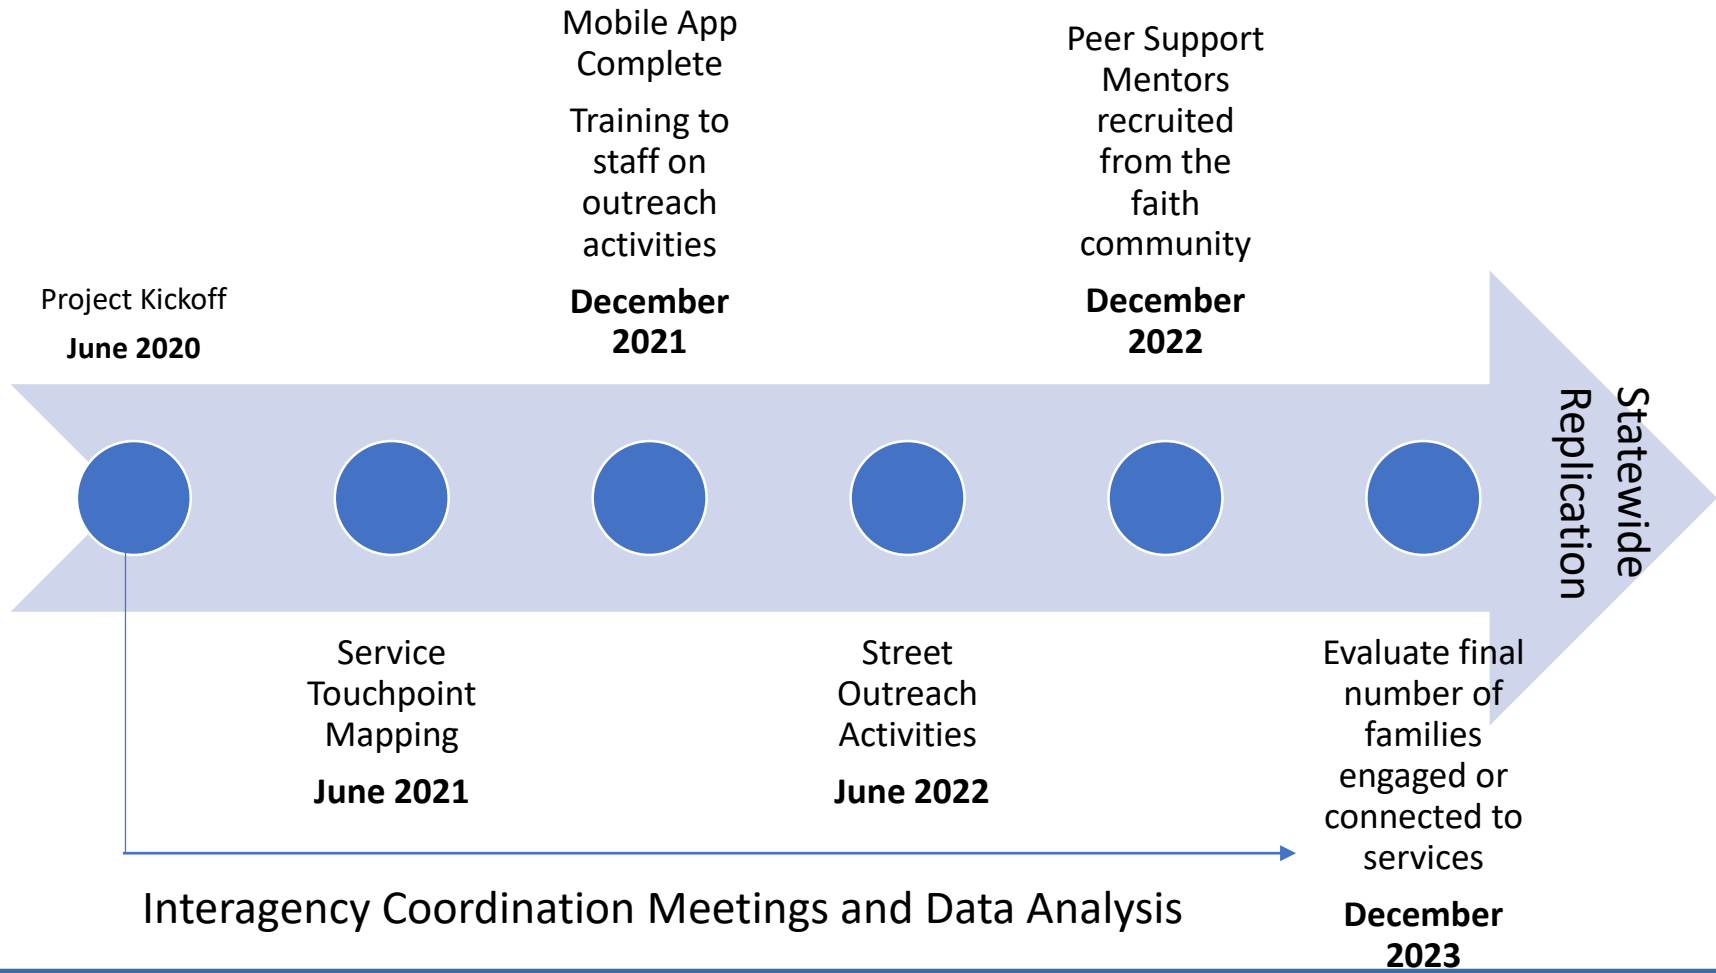 Project Kickoff
June 2020
Service
Touchpoint
Mapping
June 2021
Mobile App
Complete
Training to
staff on
outreach
activities
December
2021
Street
Outreach
Activities
June 2022
Peer Support
Mentors
recruited
from the
faith
community
December
2022
Evaluate final
number of
families
engaged or
connected to
services
December
2023
Statewide
Replication
Interagency Coordination Meetings and Data Analysis